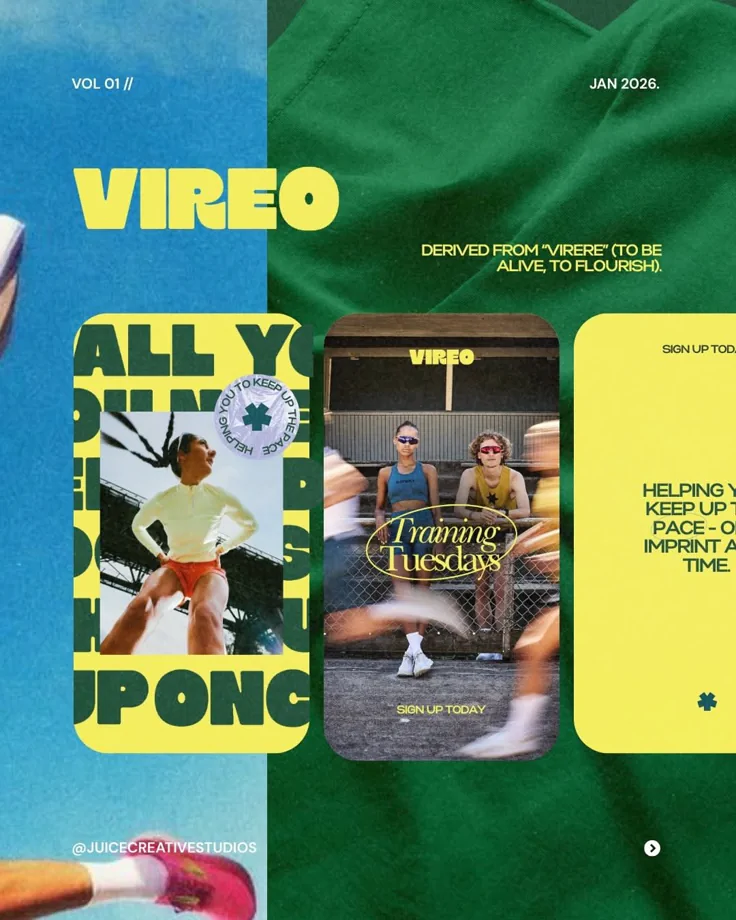 VOL 01 //
JAN 2026.
VIREO
DERIVED FROM “VIRERE” (TO BE
ALIVE, TO FLOURISH).
ALL YO
UP ONC
HELPING YOU TO KEEP UP THE PACE
VIREO
Training
Tuesdays
SIGN UP TODAY
SIGN UP TODA
HELPING Y
KEEP UP T
PACE - O
IMPRINT A
TIME.
@JUICECREATIVESTUDIOS